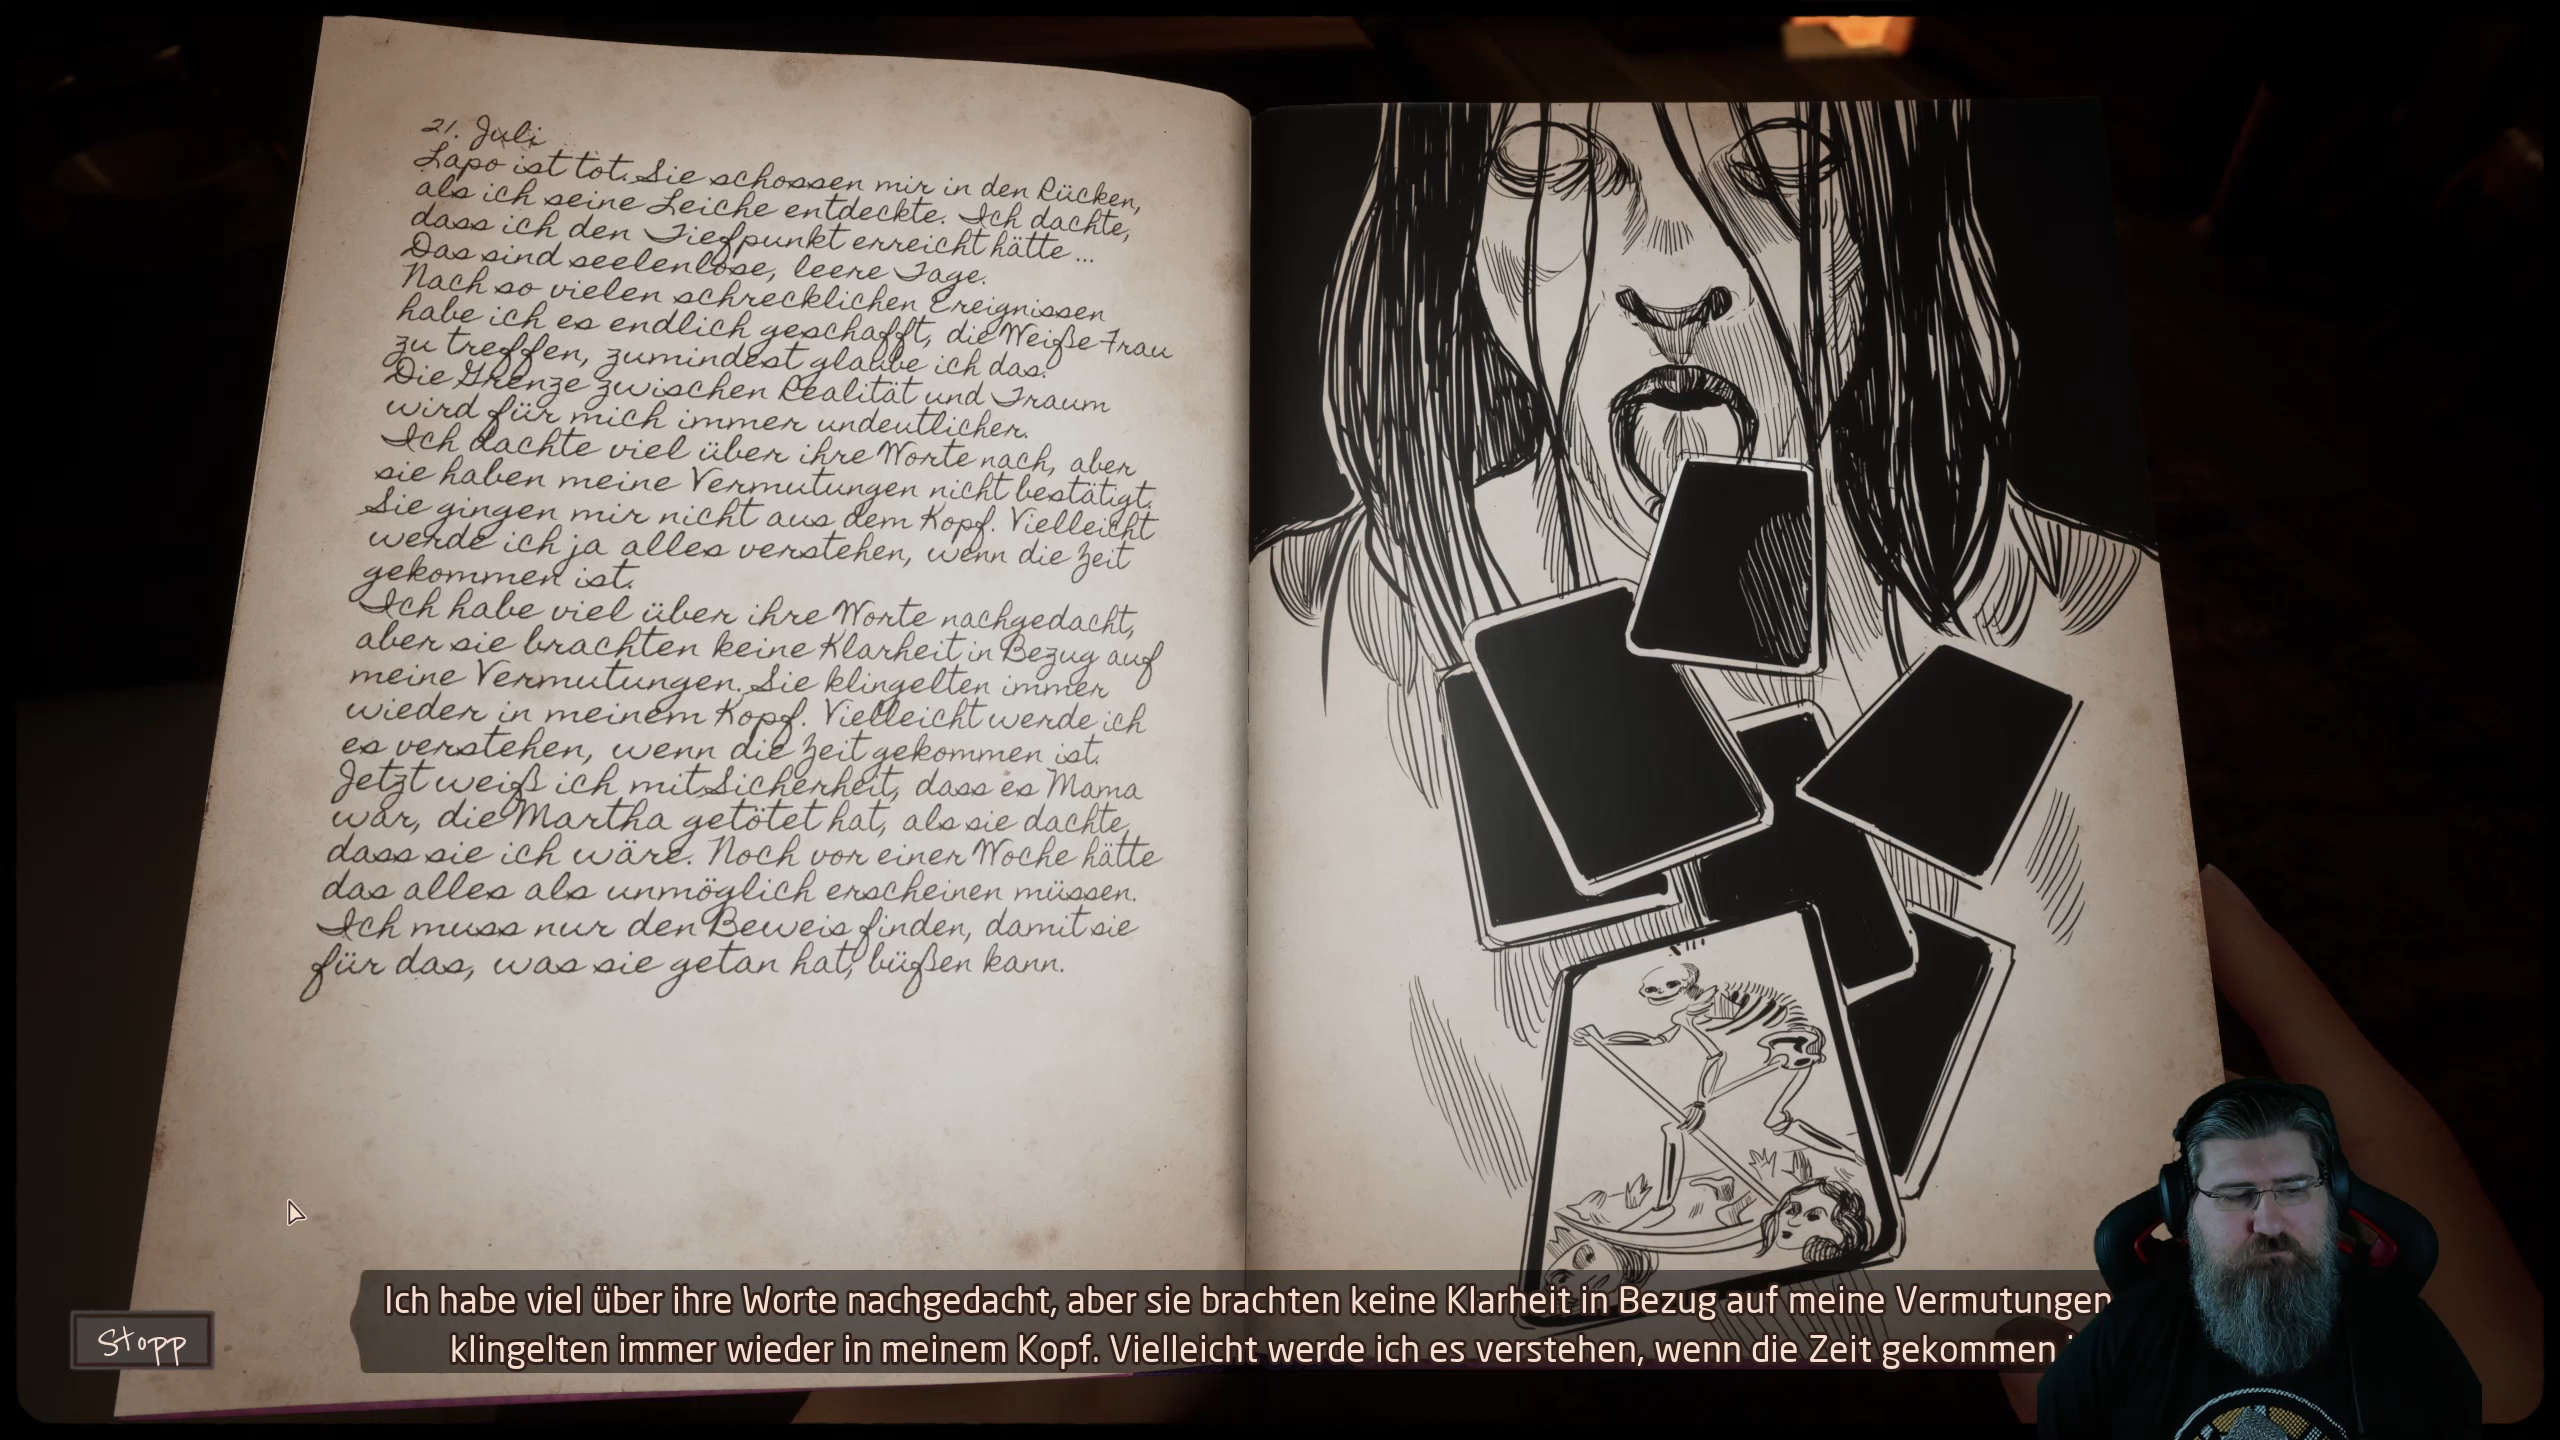 21. Juli
Lapo ist tot. Sie schossen mir in den Rücken,
als ich seine Leiche entdeckte. Ich dachte,
dass ich den Tiefpunkt erreicht hätte ...
Das sind seelenlose, leere Tage.
Nach so vielen schrecklichen Ereignissen
habe ich es endlich geschafft, die Weiße Frau
zu treffen, zumindest glaube ich das.
Die Grenze zwischen Realität und Traum
wird für mich immer undeutlicher.
Ich dachte viel über ihre Worte nach, aber
sie haben meine Vermutungen nicht bestätigt.
Sie gingen mir nicht aus dem Kopf. Vielleicht
werde ich ja alles verstehen, wenn die Zeit
gekommen ist.
Ich habe viel über ihre Worte nachgedacht,
aber sie brachten keine Klarheit in Bezug auf
meine Vermutungen. Sie klingelten immer
wieder in meinem Kopf. Vielleicht werde ich
es verstehen, wenn die Zeit gekommen ist.
Jetzt weiß ich mit Sicherheit, dass es Mama
war, die Martha getötet hat, als sie dachte,
dass sie ich wäre. Noch vor einer Woche hätte
das alles als unmöglich erscheinen müssen.
Ich muss nur den Beweis finden, damit sie
für das, was sie getan hat, büßen kann.
Ich habe viel über ihre Worte nachgedacht, aber sie brachten keine Klarheit in Bezug auf meine Vermutungen
klingelten immer wieder in meinem Kopf. Vielleicht werde ich es verstehen, wenn die Zeit gekommen
Stopp